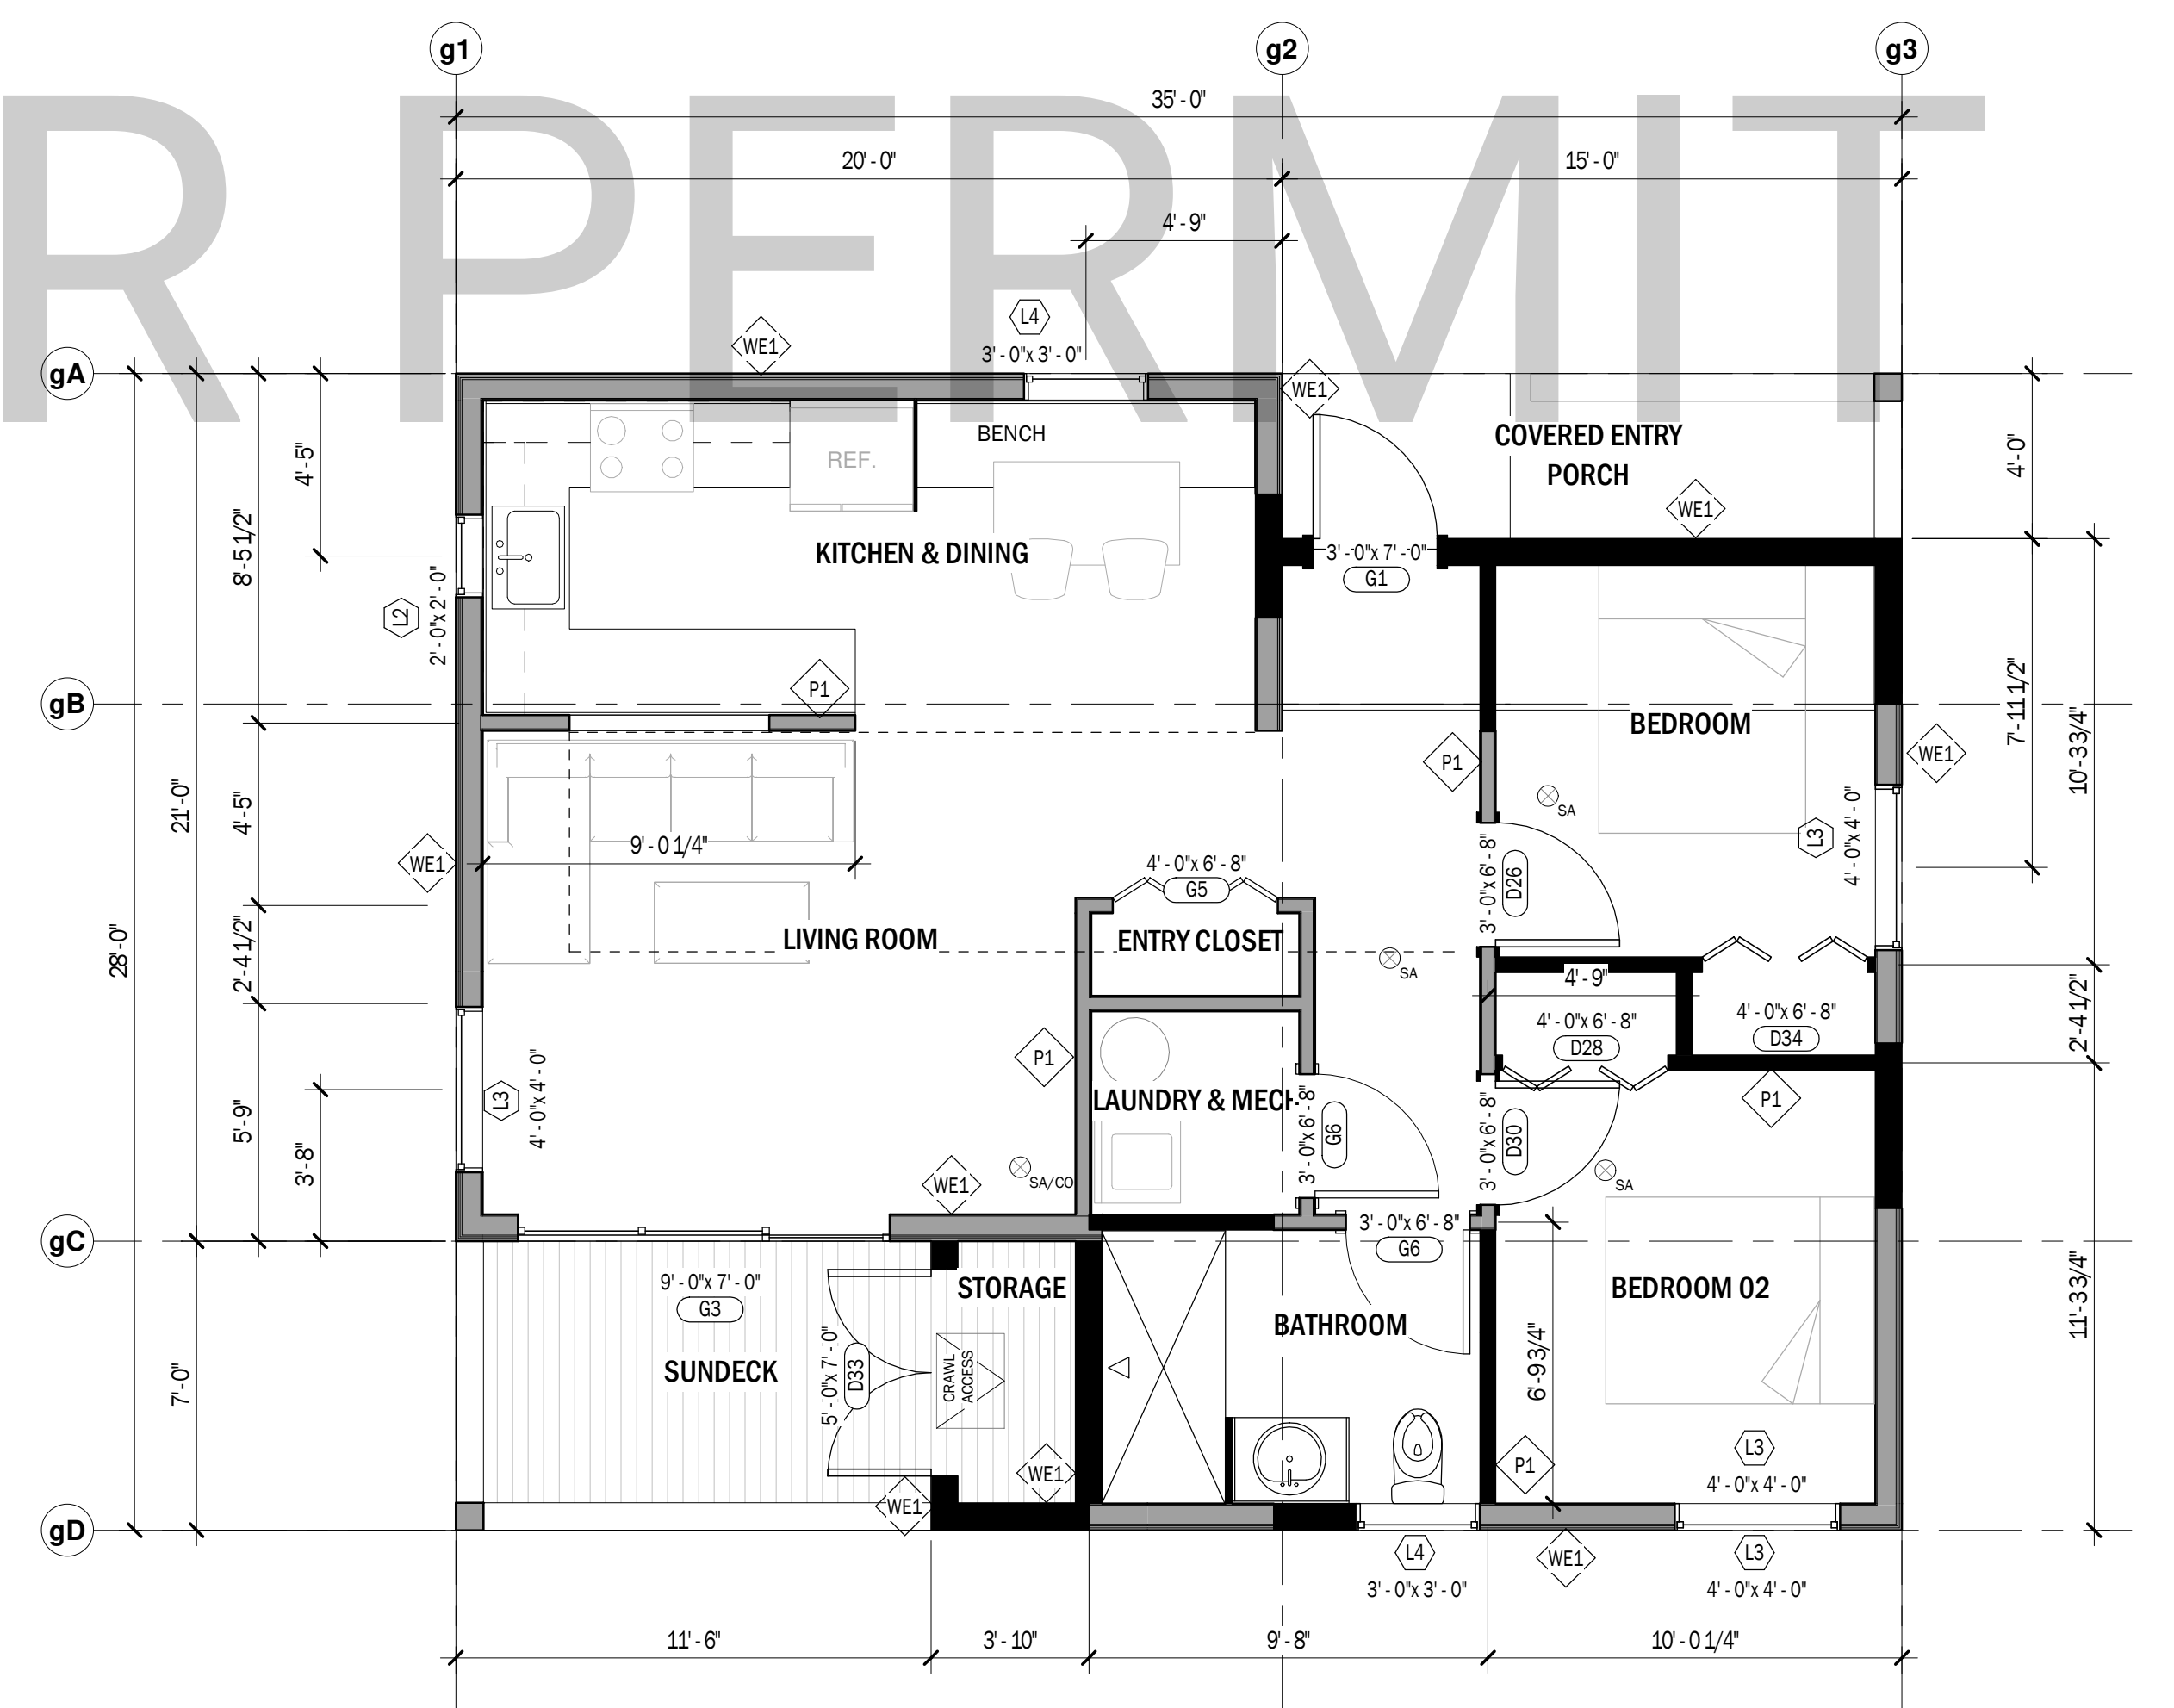 g1
g2
g3
R PERMIT
35'-0"
20'-0"
15'-0"
4'-9"
L4
3'-0"x 3'-0"
WE1
WE1
gA
4'-5"
BENCH
REF.
COVERED ENTRY
PORCH
4'-0"
WE1
8'-5 1/2"
KITCHEN & DINING
3'-0"x 7'-0"
G1
L2
2'-0"x 2'-0"
P1
gB
BEDROOM
7'-11 1/2"
10'-3 3/4"
P1
WE1
SA
21'-0"
4'-5"
WE1
9'-0 1/4"
4'-0"x 6'-8"
G5
3'-0"x 6'-8"
D26
L3
4'-0"x 4'-0"
28'-0"
2'-4 1/2"
LIVING ROOM
ENTRY CLOSET
SA
4'-9"
4'-0"x 6'-8"
D28
4'-0"x 6'-8"
D34
2'-4 1/2"
P1
L3
4'-0"x 4'-0"
LAUNDRY & MECH
3'-0"x 6'-8"
G6
3'-0"x 6'-8"
D30
P1
5'-9"
3'-8"
SA/CO
WE1
SA
3'-0"x 6'-8"
G6
gC
9'-0"x 7'-0"
G3
STORAGE
BATHROOM
BEDROOM 02
11'-3 3/4"
7'-0"
SUNDECK
5'-0"x 7'-0"
D33
CRAWL
ACCESS
6'-9 3/4"
WE1
WE1
P1
L3
4'-0"x 4'-0"
gD
L4
3'-0"x 3'-0"
WE1
L3
4'-0"x 4'-0"
11'-6"
3'-10"
9'-8"
10'-0 1/4"